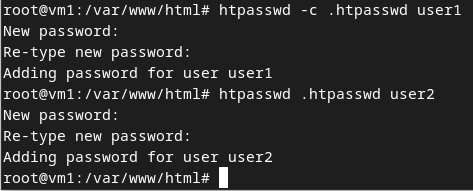 root@vm1:/var/www/html# htpasswd -c .htpasswd user1
New password:
Re-type new password:
Adding password for user user1
root@vm1:/var/www/html# htpasswd .htpasswd user2
New password:
Re-type new password:
Adding password for user user2
root@vm1:/var/www/html#